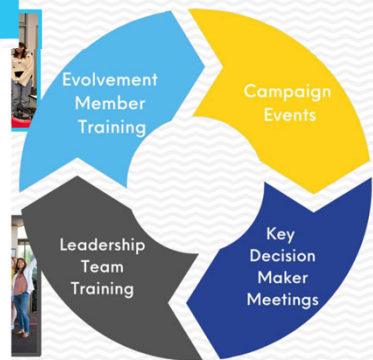 Evolvement
Member
Training
Campaign
Events
Key
Decision
Maker
Meetings
Leadership
Team
Training